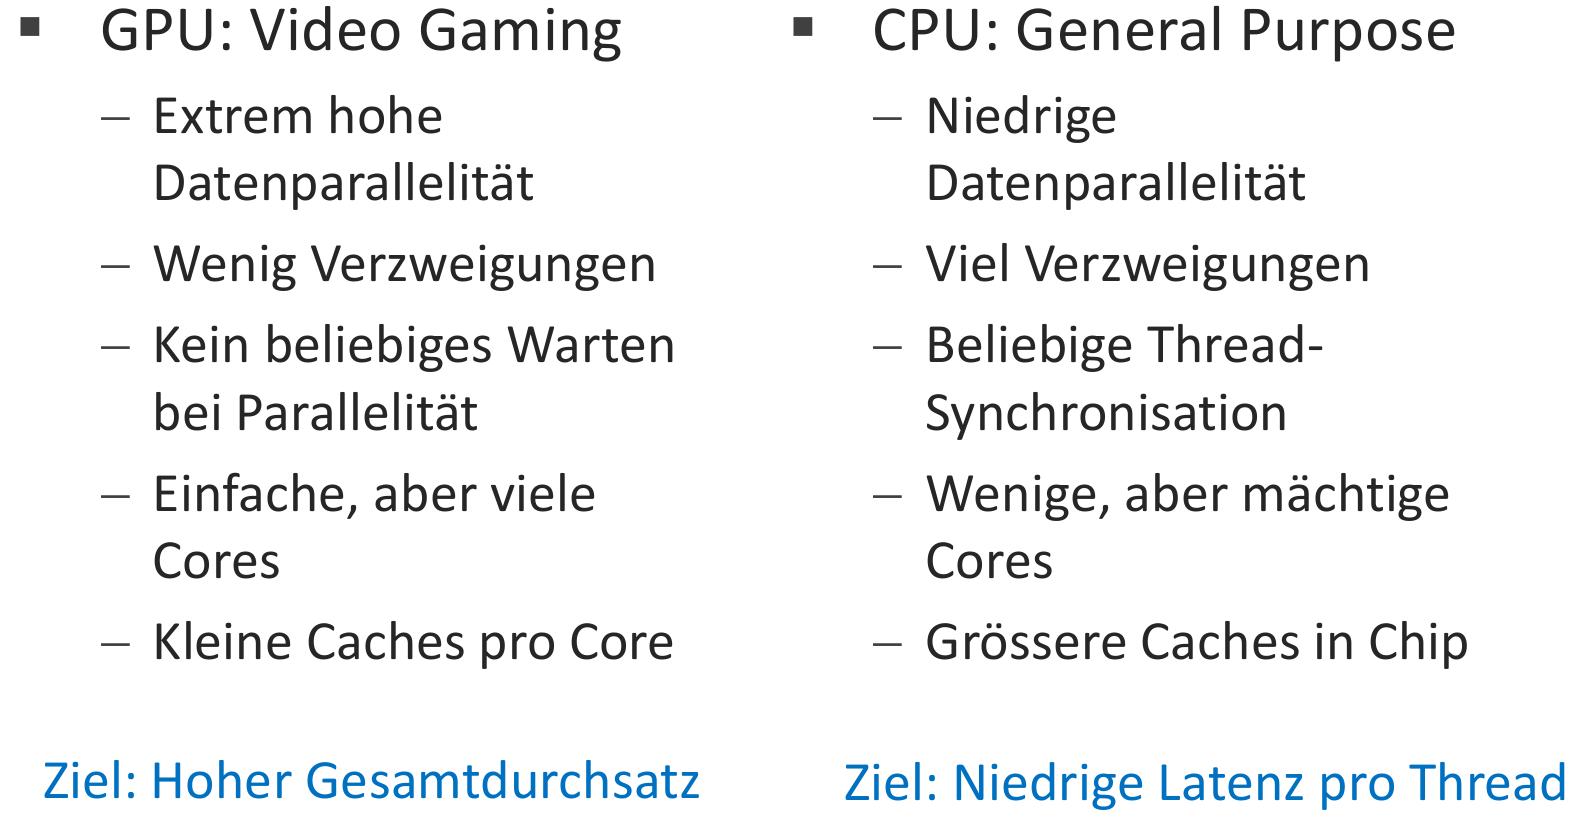 ▪ GPU: Video Gaming
– Extrem hohe
Datenparallelität
– Wenig Verzweigungen
– Kein beliebiges Warten
bei Parallelität
– Einfache, aber viele
Cores
– Kleine Caches pro Core
Ziel: Hoher Gesamtdurchsatz
▪ CPU: General Purpose
– Niedrige
Datenparallelität
– Viel Verzweigungen
– Beliebige Thread-
Synchronisation
– Wenige, aber mächtige
Cores
– Grössere Caches in Chip
Ziel: Niedrige Latenz pro Thread